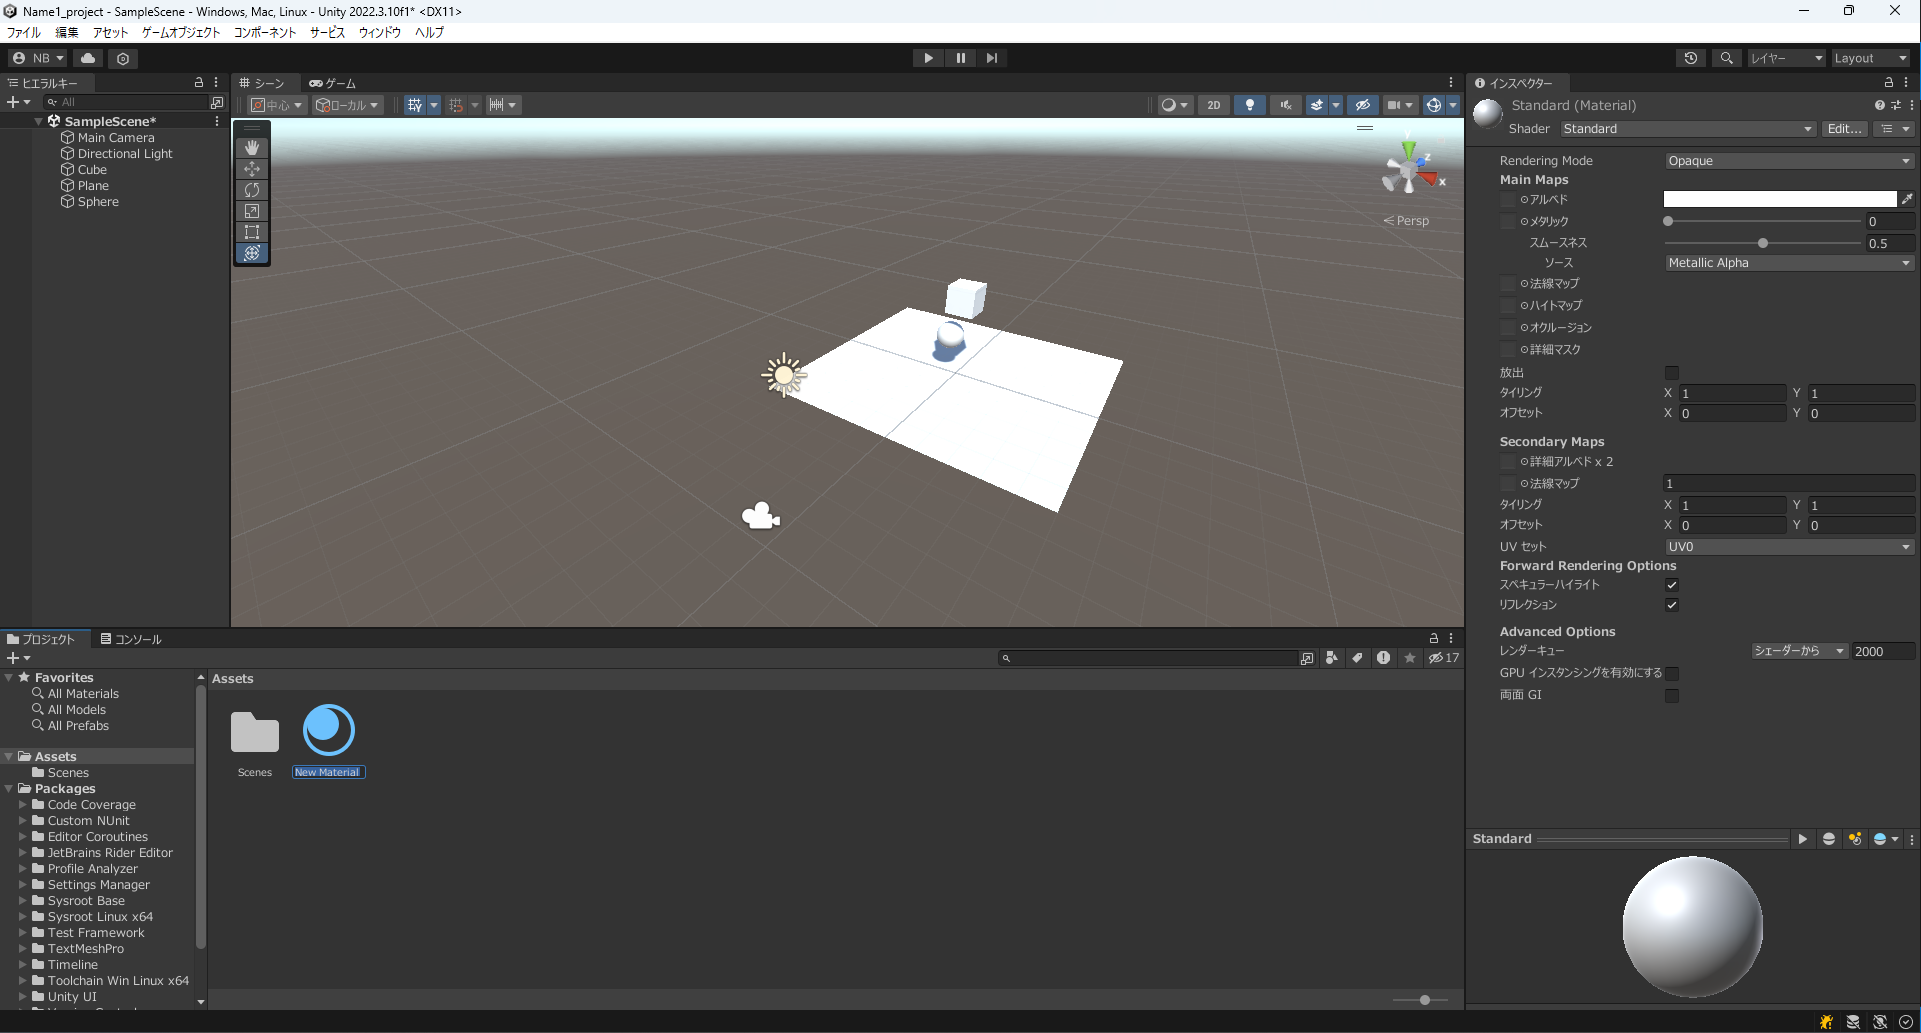 Name1_project - SampleScene - Windows, Mac, Linux - Unity 2022.3.10f1* <DX11>
ファイル 編集 アセット ゲームオブジェクト コンポーネント サービス ウィンドウ ヘルプ
NB
レイヤー
Layout
ヒエラルキー
All
SampleScene*
Main Camera
Directional Light
Cube
Plane
Sphere
シーン
ゲーム
中心
ローカル
2D
y
z
x
Persp
インスペクター
Standard (Material)
Shader Standard Edit...
Rendering Mode Opaque
Main Maps
アルベド
メタリック 0
スムースネス 0.5
ソース Metallic Alpha
法線マップ
ハイトマップ
オクルージョン
詳細マスク
放出
タイリング X 1 Y 1
オフセット X 0 Y 0
Secondary Maps
詳細アルベド x 2
法線マップ 1
タイリング X 1 Y 1
オフセット X 0 Y 0
UV セット UV0
Forward Rendering Options
スペキュラーハイライト
リフレクション
Advanced Options
レンダーキュー シェーダーから 2000
GPU インスタンシングを有効にする
両面 GI
Standard
プロジェクト
コンソール
17
Favorites
All Materials
All Models
All Prefabs
Assets
Scenes
Packages
Code Coverage
Custom NUnit
Editor Coroutines
JetBrains Rider Editor
Profile Analyzer
Settings Manager
Sysroot Base
Sysroot Linux x64
Test Framework
TextMeshPro
Timeline
Toolchain Win Linux x64
Unity UI
Assets
Scenes
New Material